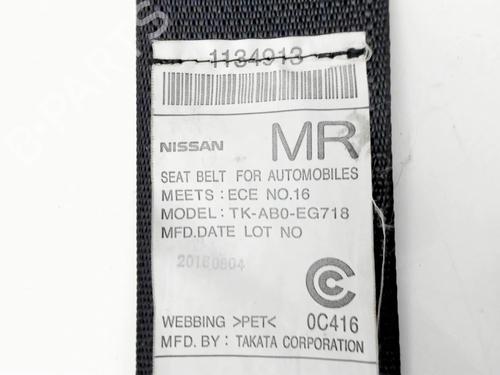 1134913
NISSAN MR
SEAT BELT FOR AUTOMOBILES
MEETS : ECE NO.16
MODEL: TK-AB0-EG718
MFD.DATE LOT NO
20160604
WEBBING >PET< 0C416
MFD. BY : TAKATA CORPORATION